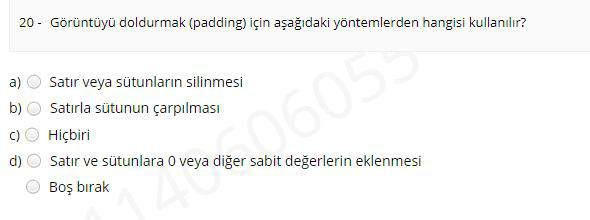 20 - Görüntüyü doldurmak (padding) için aşağıdaki yöntemlerden hangisi kullanılır?
a) Satır veya sütunların silinmesi
b) Satırla sütunun çarpılması
c) Hiçbiri
d) Satır ve sütunlara 0 veya diğer sabit değerlerin eklenmesi
Boş bırak